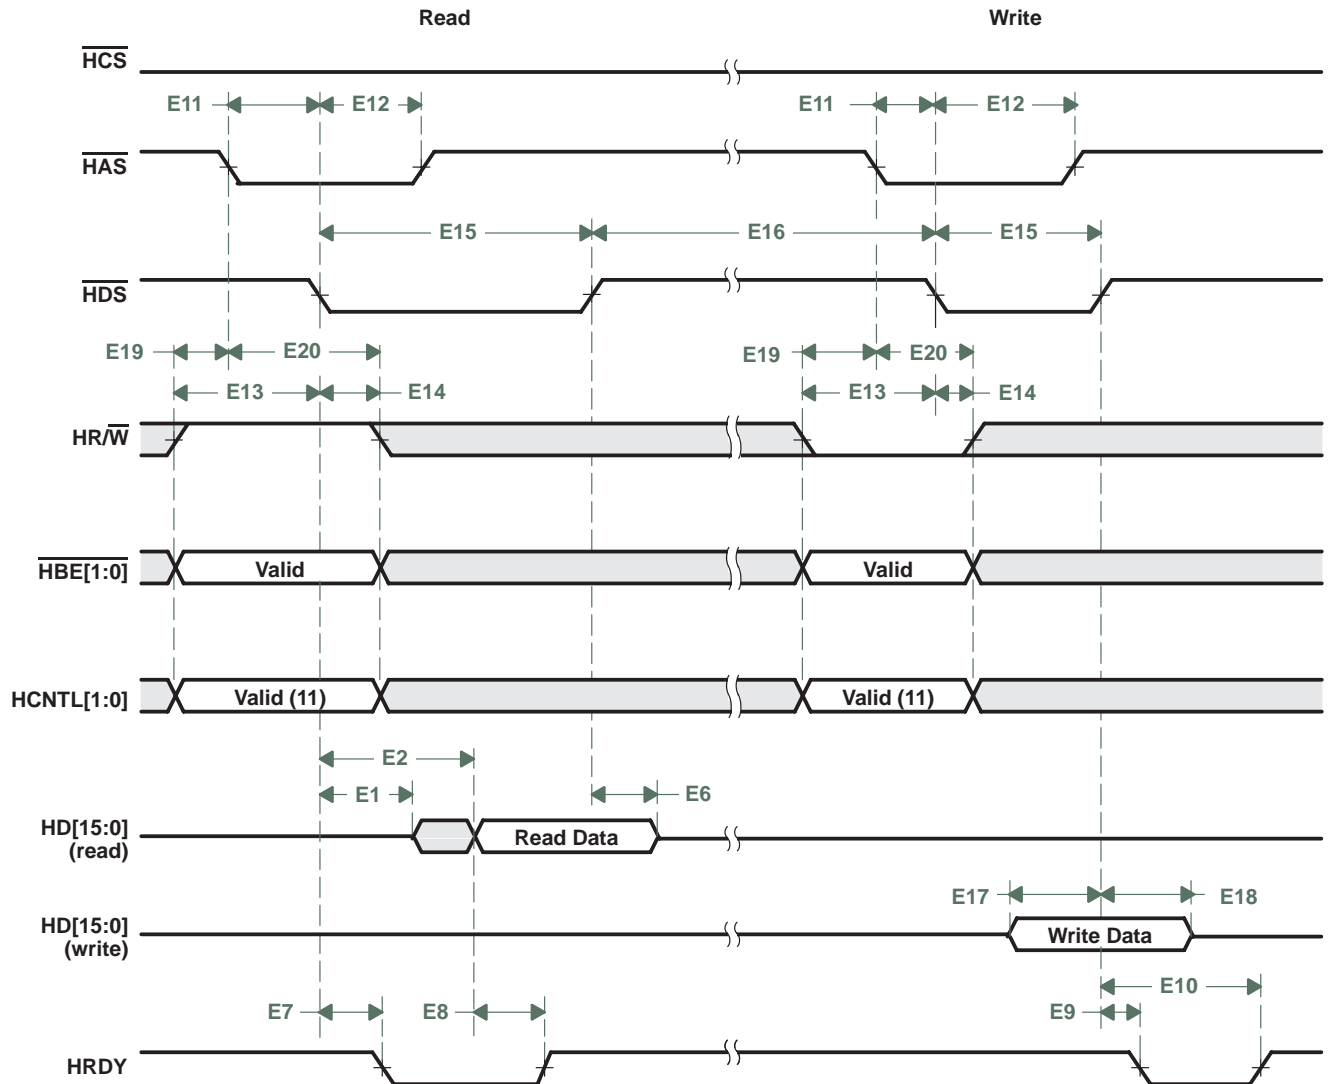 Read Write
HCS
E11 E12 E11 E12
HAS
E15 E16 E15
HDS
E19 E20 E19 E20
E13 E14 E13 E14
HR/W
HBE[1:0] Valid Valid
HCNTL[1:0] Valid (11) Valid (11)
E2
E1 E6
HD[15:0]
(read)
Read Data
E17 E18
HD[15:0]
(write)
Write Data
E10
E7 E8 E9
HRDY